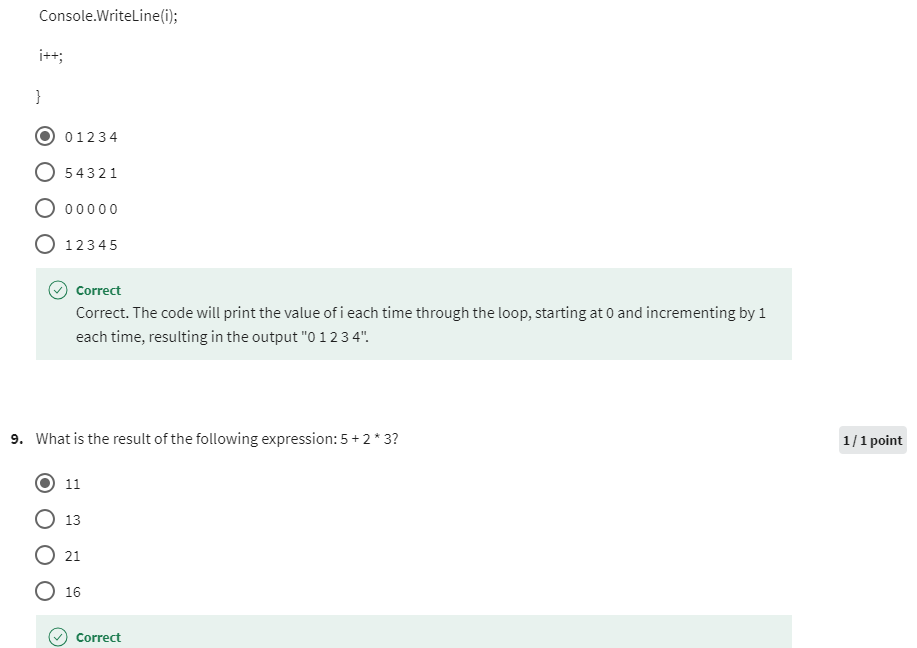 Console.WriteLine(i);
i++;
}
0 1 2 3 4
5 4 3 2 1
0 0 0 0 0
1 2 3 4 5
Correct
Correct. The code will print the value of i each time through the loop, starting at 0 and incrementing by 1
each time, resulting in the output "0 1 2 3 4".
9. What is the result of the following expression: 5 + 2 * 3?
1 / 1 point
11
13
21
16
Correct